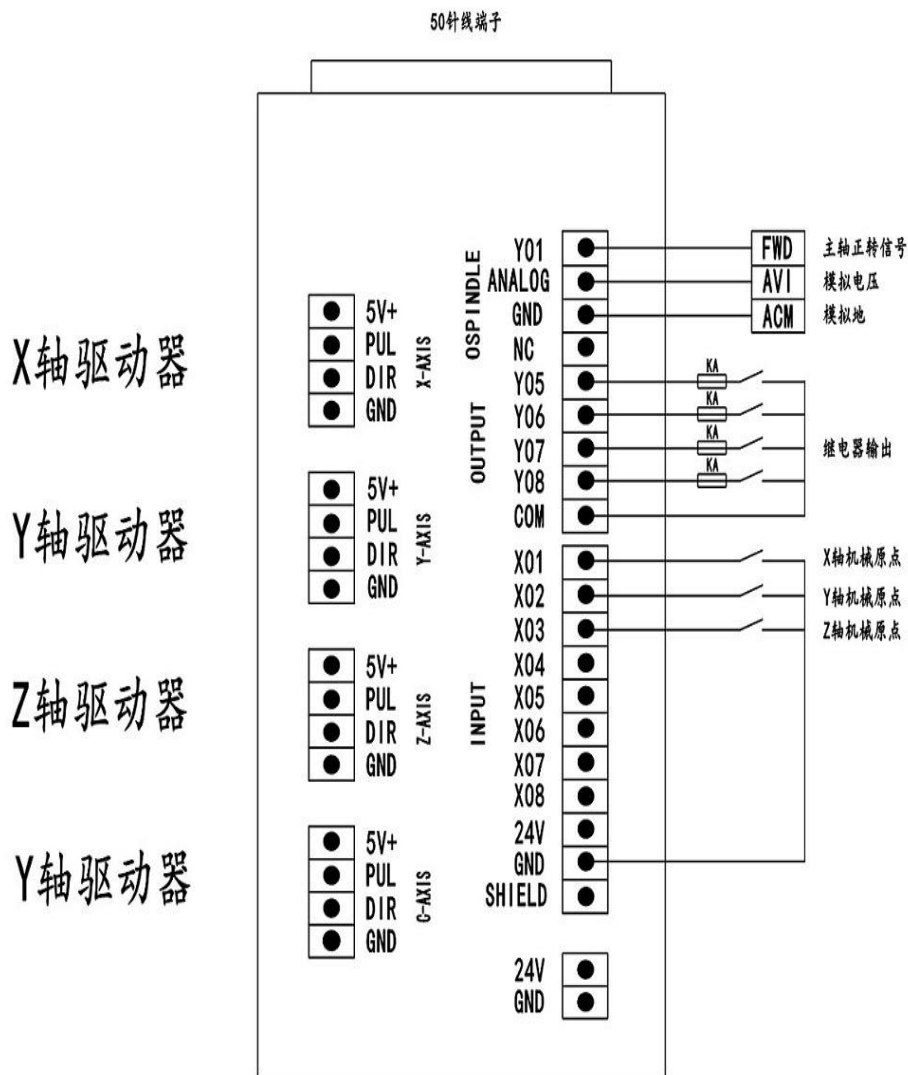 50针线端子
X轴驱动器
5V+
PUL
DIR
GND
X-AXIS
Y轴驱动器
5V+
PUL
DIR
GND
Y-AXIS
Z轴驱动器
5V+
PUL
DIR
GND
Z-AXIS
Y轴驱动器
5V+
PUL
DIR
GND
C-AXIS
OSPINDLE
Y01
ANALOG
GND
NC
FWD 主轴正转信号
AVI 模拟电压
ACM 模拟地
OUTPUT
Y05
Y06
Y07
Y08
COM
KA
KA
KA
KA
继电器输出
INPUT
X01
X02
X03
X04
X05
X06
X07
X08
24V
GND
SHIELD
X轴机械原点
Y轴机械原点
Z轴机械原点
24V
GND